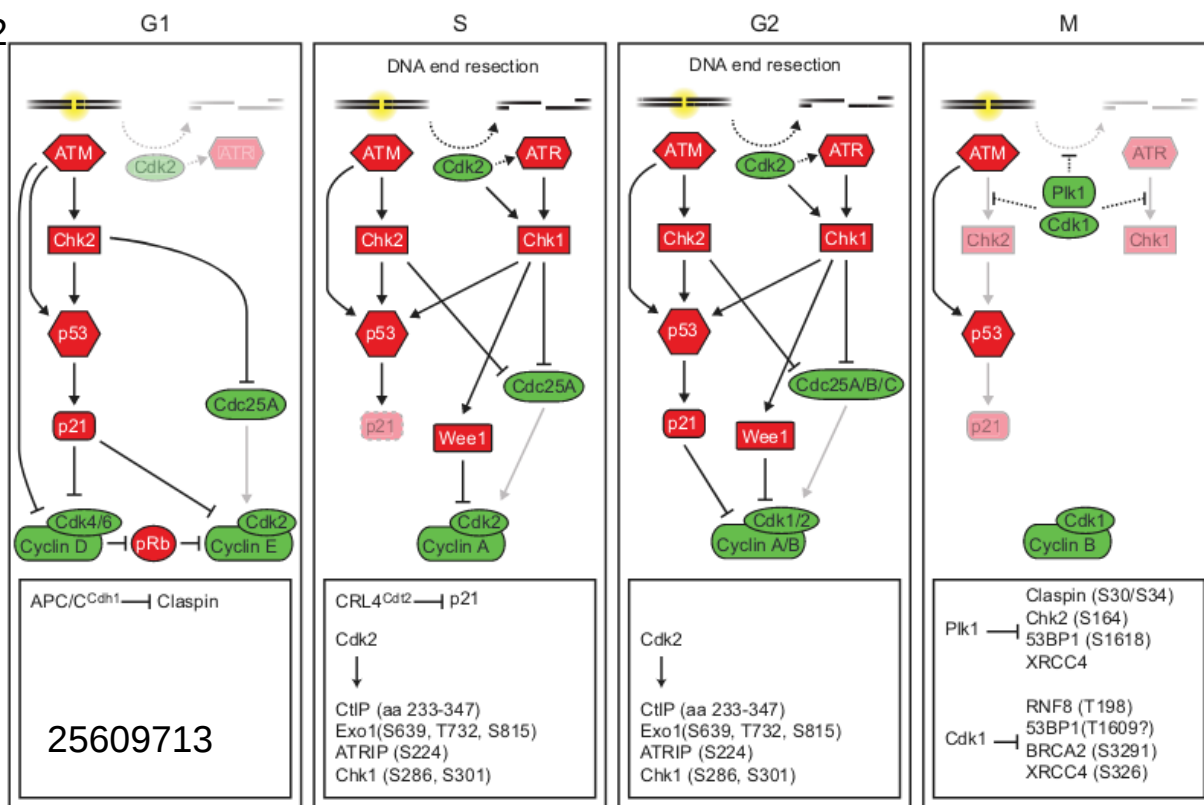 2
G1
S
G2
M
DNA end resection
DNA end resection
ATM
Cdk2
ATR
Chk2
p53
p21
Cdc25A
Cdk4/6
Cyclin D
pRb
Cdk2
Cyclin E
APC/C^Cdh1 Claspin
25609713
ATM
Cdk2
ATR
Chk2
Chk1
p53
Cdc25A
p21
Wee1
Cdk2
Cyclin A
CRL4^Cdt2 p21
Cdk2
CtIP (aa 233-347)
Exo1(S639, T732, S815)
ATRIP (S224)
Chk1 (S286, S301)
ATM
Cdk2
ATR
Chk2
Chk1
p53
Cdc25A/B/C
p21
Wee1
Cdk1/2
Cyclin A/B
Cdk2
CtIP (aa 233-347)
Exo1(S639, T732, S815)
ATRIP (S224)
Chk1 (S286, S301)
ATM
ATR
Plk1
Cdk1
Chk2
Chk1
p53
p21
Cdk1
Cyclin B
Plk1
Claspin (S30/S34)
Chk2 (S164)
53BP1 (S1618)
XRCC4
Cdk1
RNF8 (T198)
53BP1(T1609?)
BRCA2 (S3291)
XRCC4 (S326)